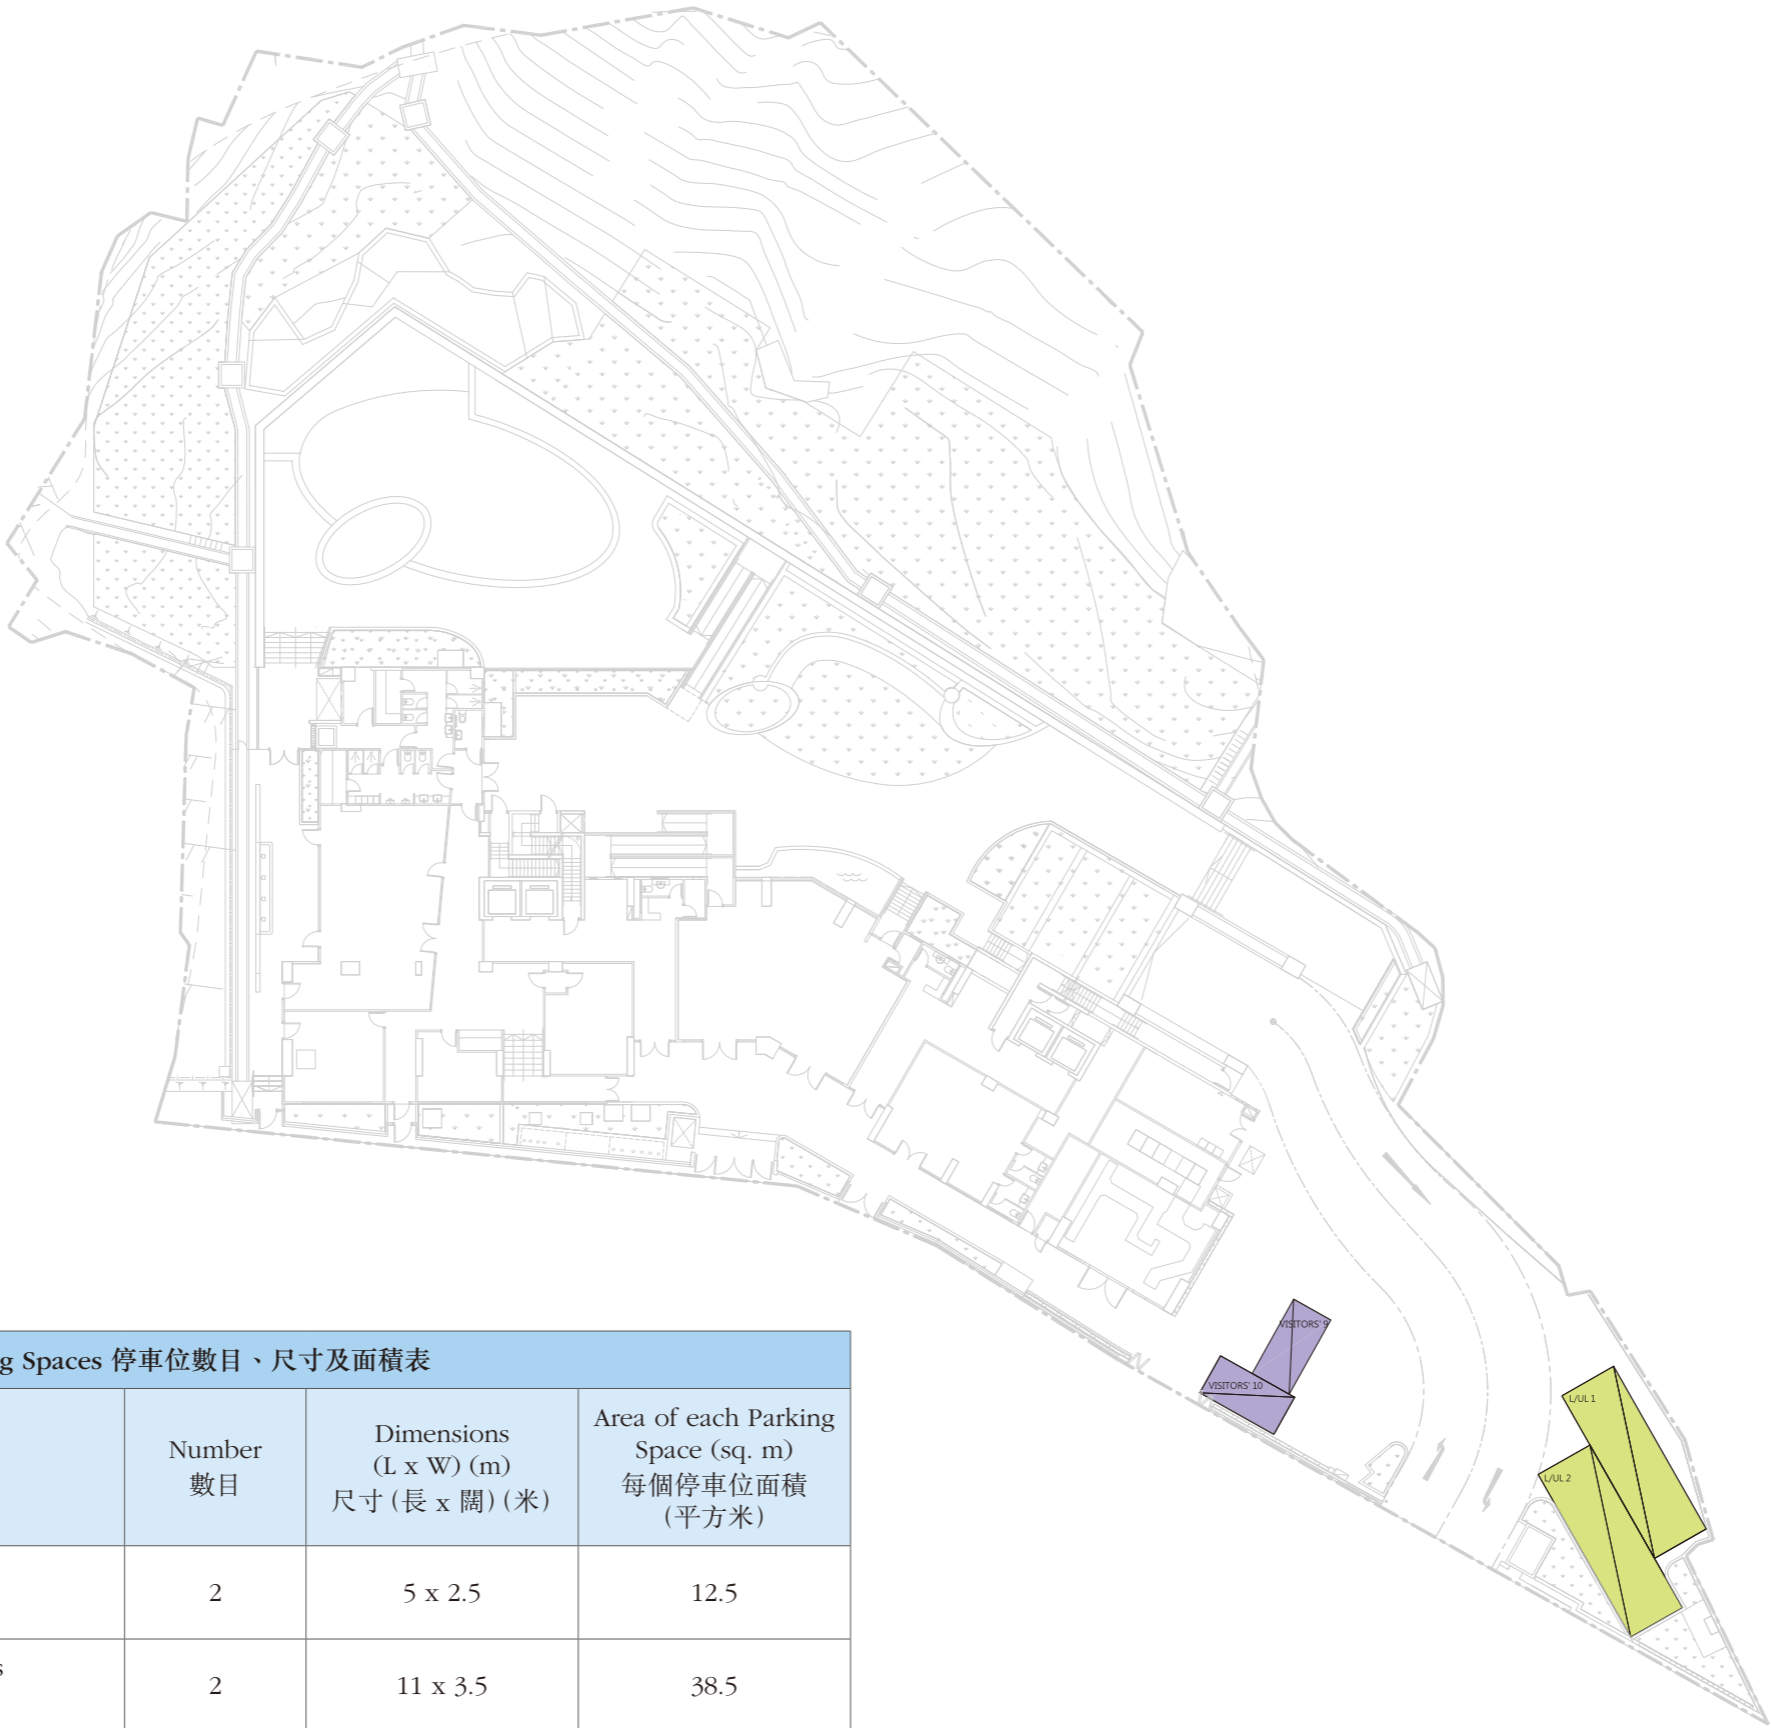 VISITORS' 9
VISITORS' 10
L/UL 1
L/UL 2
g Spaces 停車位數目、尺寸及面積表
Number
數目
Dimensions
(L x W) (m)
尺寸 (長 x 闊) (米)
Area of each Parking
Space (sq. m)
每個停車位面積
(平方米)
2
5 x 2.5
12.5
s
2
11 x 3.5
38.5